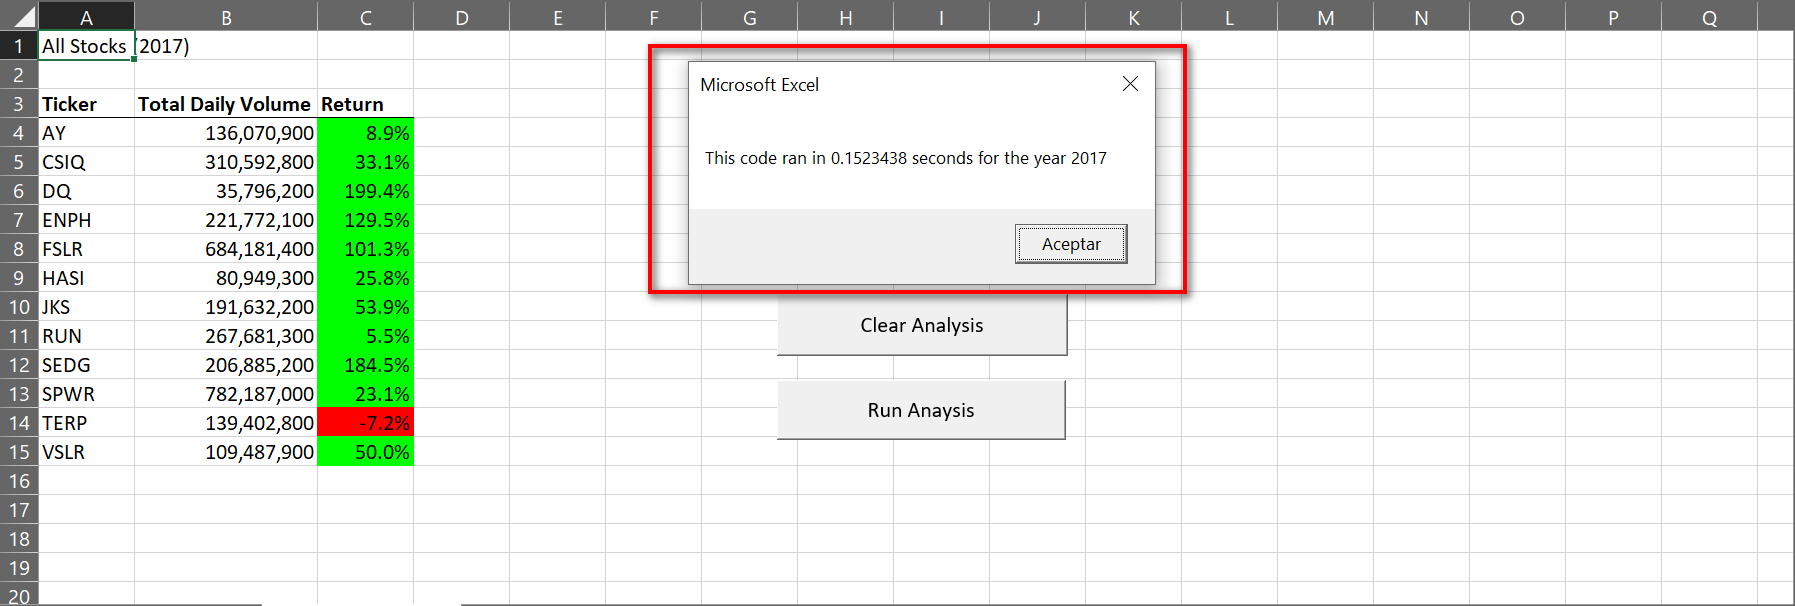 A B C D E F G H I J K L M N O P Q
1 All Stocks (2017)
2
3 Ticker Total Daily Volume Return
4 AY 136,070,900 8.9%
5 CSIQ 310,592,800 33.1%
6 DQ 35,796,200 199.4%
7 ENPH 221,772,100 129.5%
8 FSLR 684,181,400 101.3%
9 HASI 80,949,300 25.8%
10 JKS 191,632,200 53.9%
11 RUN 267,681,300 5.5%
12 SEDG 206,885,200 184.5%
13 SPWR 782,187,000 23.1%
14 TERP 139,402,800 -7.2%
15 VSLR 109,487,900 50.0%
16
17
18
19
20
Microsoft Excel
This code ran in 0.1523438 seconds for the year 2017
Aceptar
Clear Analysis
Run Anaysis